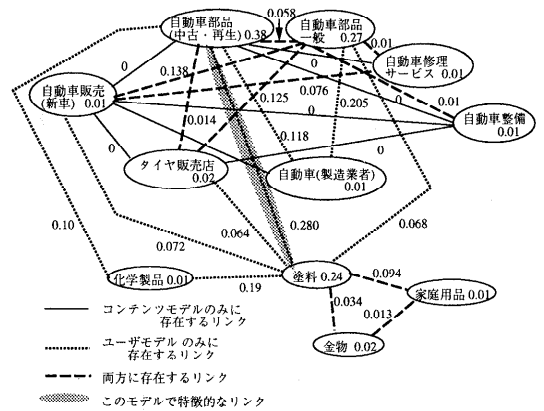 0.058
自動車部品
(中古・再生) 0.38
自動車部品
一般 0.27
0.01
自動車修理
サービス 0.01
0
0.138
0
0
自動車販売
(新車) 0.01
0.125
0.076
0.205
0
0.01
自動車整備
0.01
0.014
0.118
0
0
タイヤ販売店
0.02
自動車(製造業者)
0.01
0.10
0.072
0.064
0.280
0.068
化学製品 0.01
0.19
塗料 0.24
0.094
家庭用品 0.01
0.034
0.013
金物 0.02
コンテンツモデルのみに
存在するリンク
ユーザモデル のみに
存在するリンク
両方に存在するリンク
このモデルで特徴的なリンク